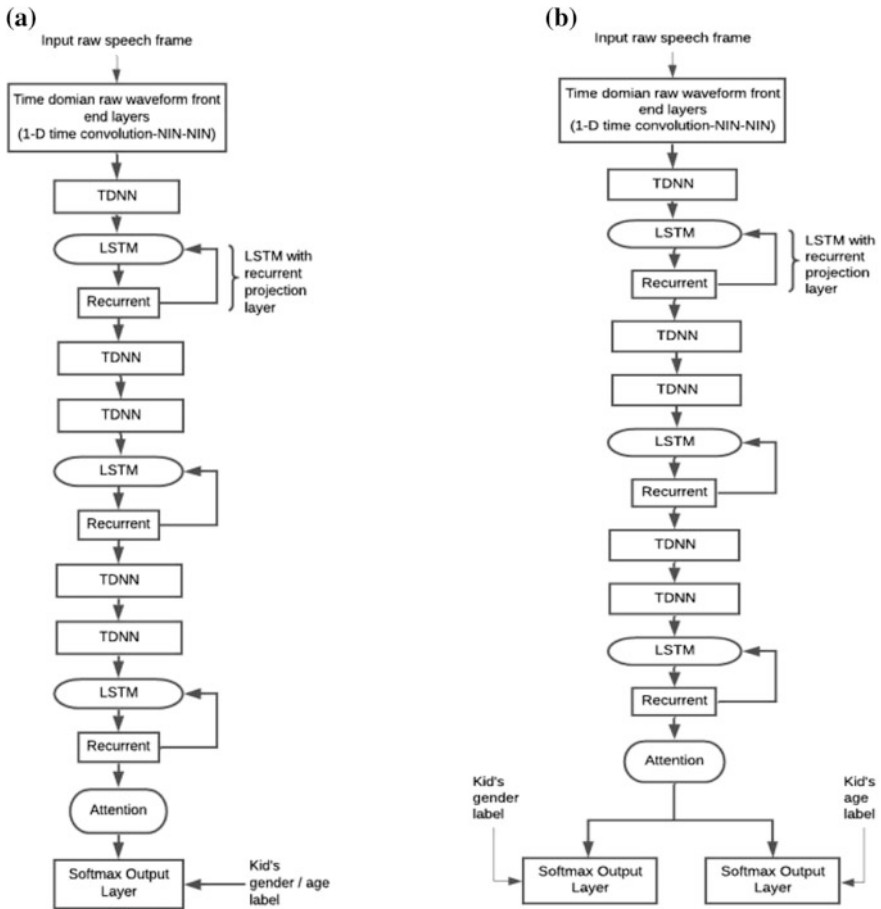 (a)
Input raw speech frame
Time domian raw waveform front
end layers
(1-D time convolution-NIN-NIN)
TDNN
LSTM
LSTM with
recurrent
projection
layer
Recurrent
TDNN
TDNN
LSTM
Recurrent
TDNN
TDNN
LSTM
Recurrent
Attention
Softmax Output
Layer
Kid's
gender / age
label
(b)
Input raw speech frame
Time domian raw waveform front
end layers
(1-D time convolution-NIN-NIN)
TDNN
LSTM
LSTM with
recurrent
projection
layer
Recurrent
TDNN
TDNN
LSTM
Recurrent
TDNN
TDNN
LSTM
Recurrent
Attention
Kid's
gender
label
Kid's
age
label
Softmax Output
Layer
Softmax Output
Layer